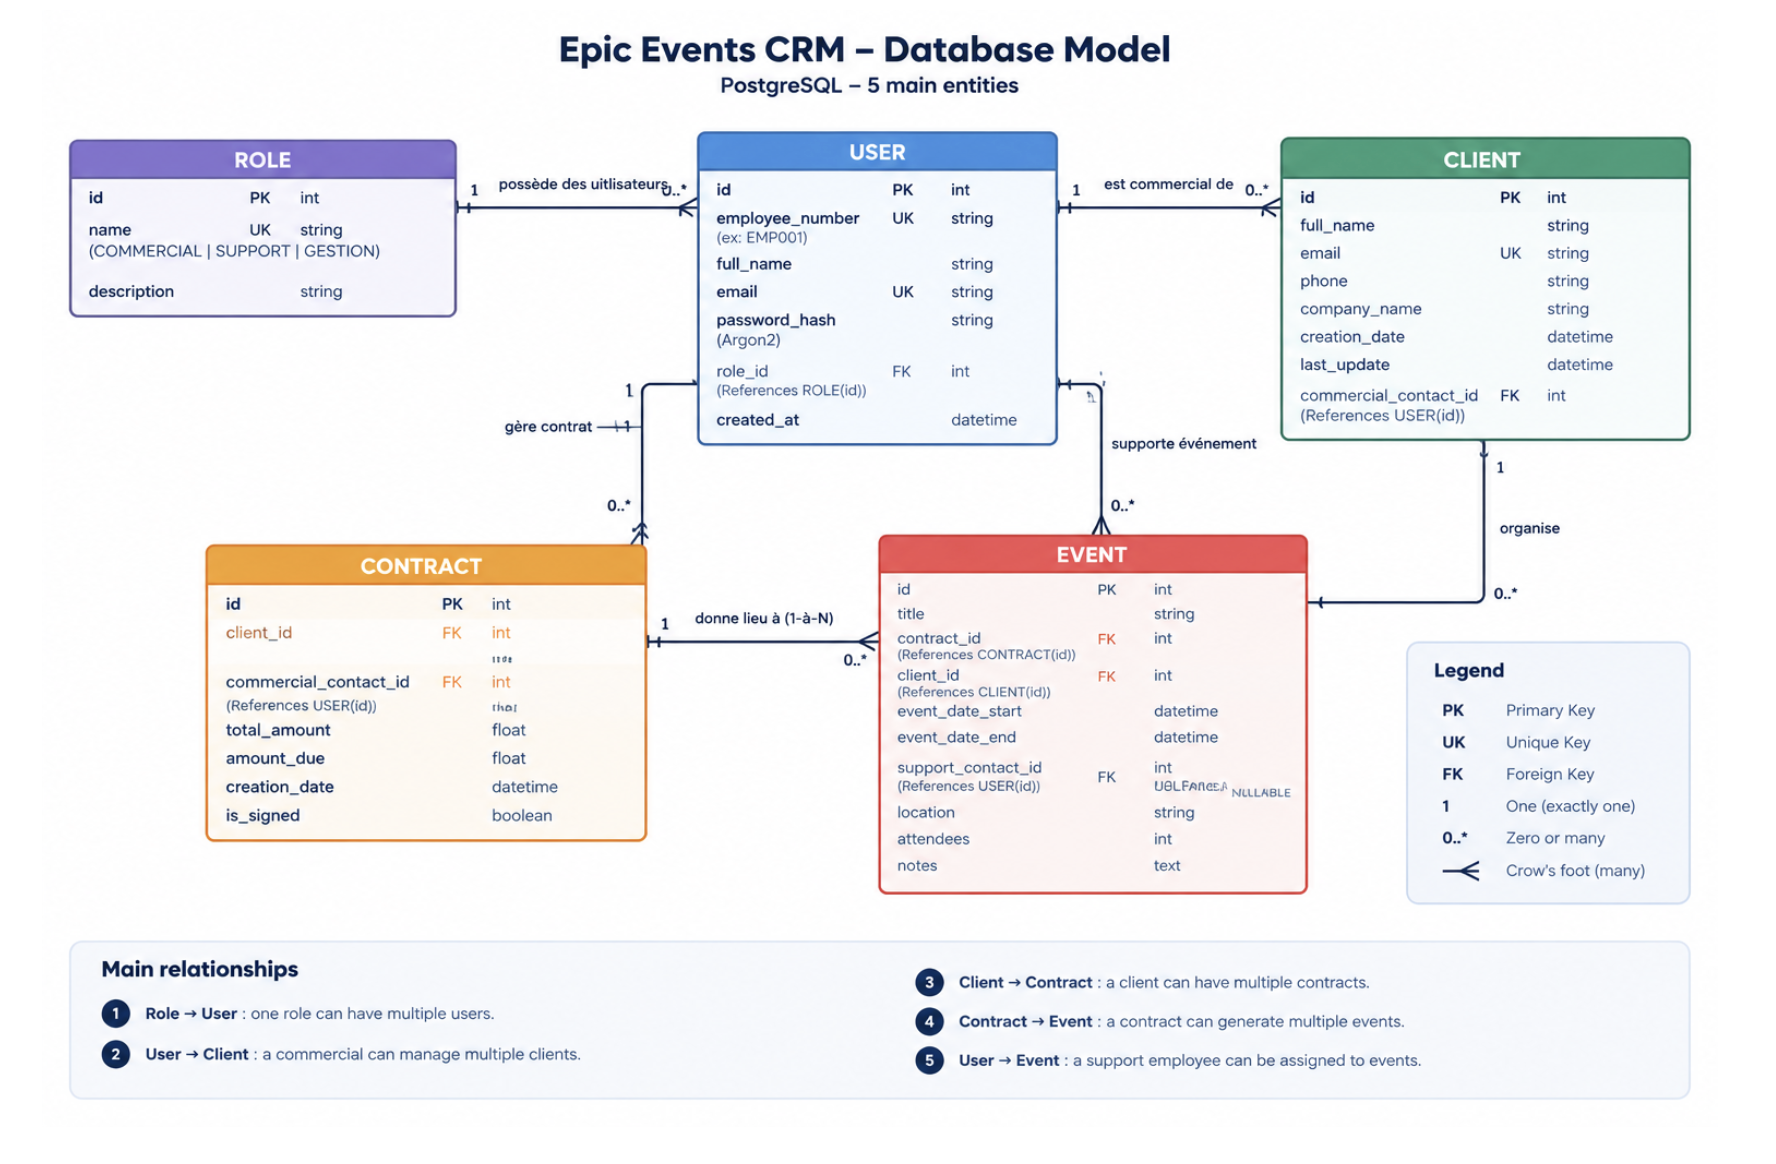 Epic Events CRM – Database Model
PostgreSQL – 5 main entities
ROLE
id PK int
name UK string
(COMMERCIAL | SUPPORT | GESTION)
description string
1 possède des uitlisateurs 0..*
USER
id PK int
employee_number UK string
(ex: EMP001)
full_name string
email UK string
password_hash string
(Argon2)
role_id FK int
(References ROLE(id))
created_at datetime
1 est commercial de 0..*
CLIENT
id PK int
full_name string
email UK string
phone string
company_name string
creation_date datetime
last_update datetime
commercial_contact_id FK int
(References USER(id))
1
gère contrat 1
0..*
supporte événement
0..*
1
organise
0..*
CONTRACT
id PK int
client_id FK int
commercial_contact_id FK int
(References USER(id))
total_amount float
amount_due float
creation_date datetime
is_signed boolean
1 donne lieu à (1-à-N)
0..*
EVENT
id PK int
title string
contract_id FK int
(References CONTRACT(id))
client_id FK int
(References CLIENT(id))
event_date_start datetime
event_date_end datetime
support_contact_id FK int
(References USER(id))
location string
attendees int
notes text
Legend
PK Primary Key
UK Unique Key
FK Foreign Key
1 One (exactly one)
0..* Zero or many
Crow's foot (many)
Main relationships
1 Role → User : one role can have multiple users.
2 User → Client : a commercial can manage multiple clients.
3 Client → Contract : a client can have multiple contracts.
4 Contract → Event : a contract can generate multiple events.
5 User → Event : a support employee can be assigned to events.